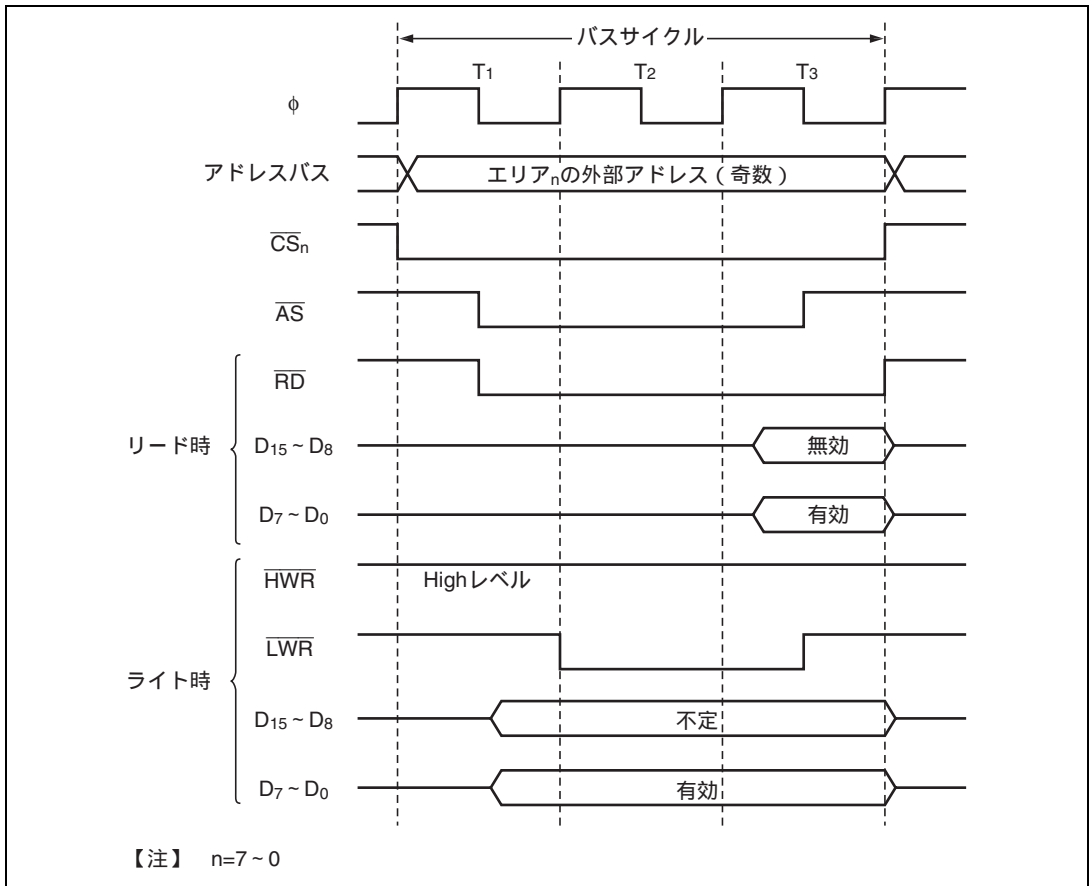 バスサイクル
T1 T2 T3
φ
アドレスバス エリアnの外部アドレス（奇数）
CSn
AS
リード時
RD
D15～D8 無効
D7～D0 有効
ライト時
HWR Highレベル
LWR
D15～D8 不定
D7～D0 有効
【注】 n=7～0